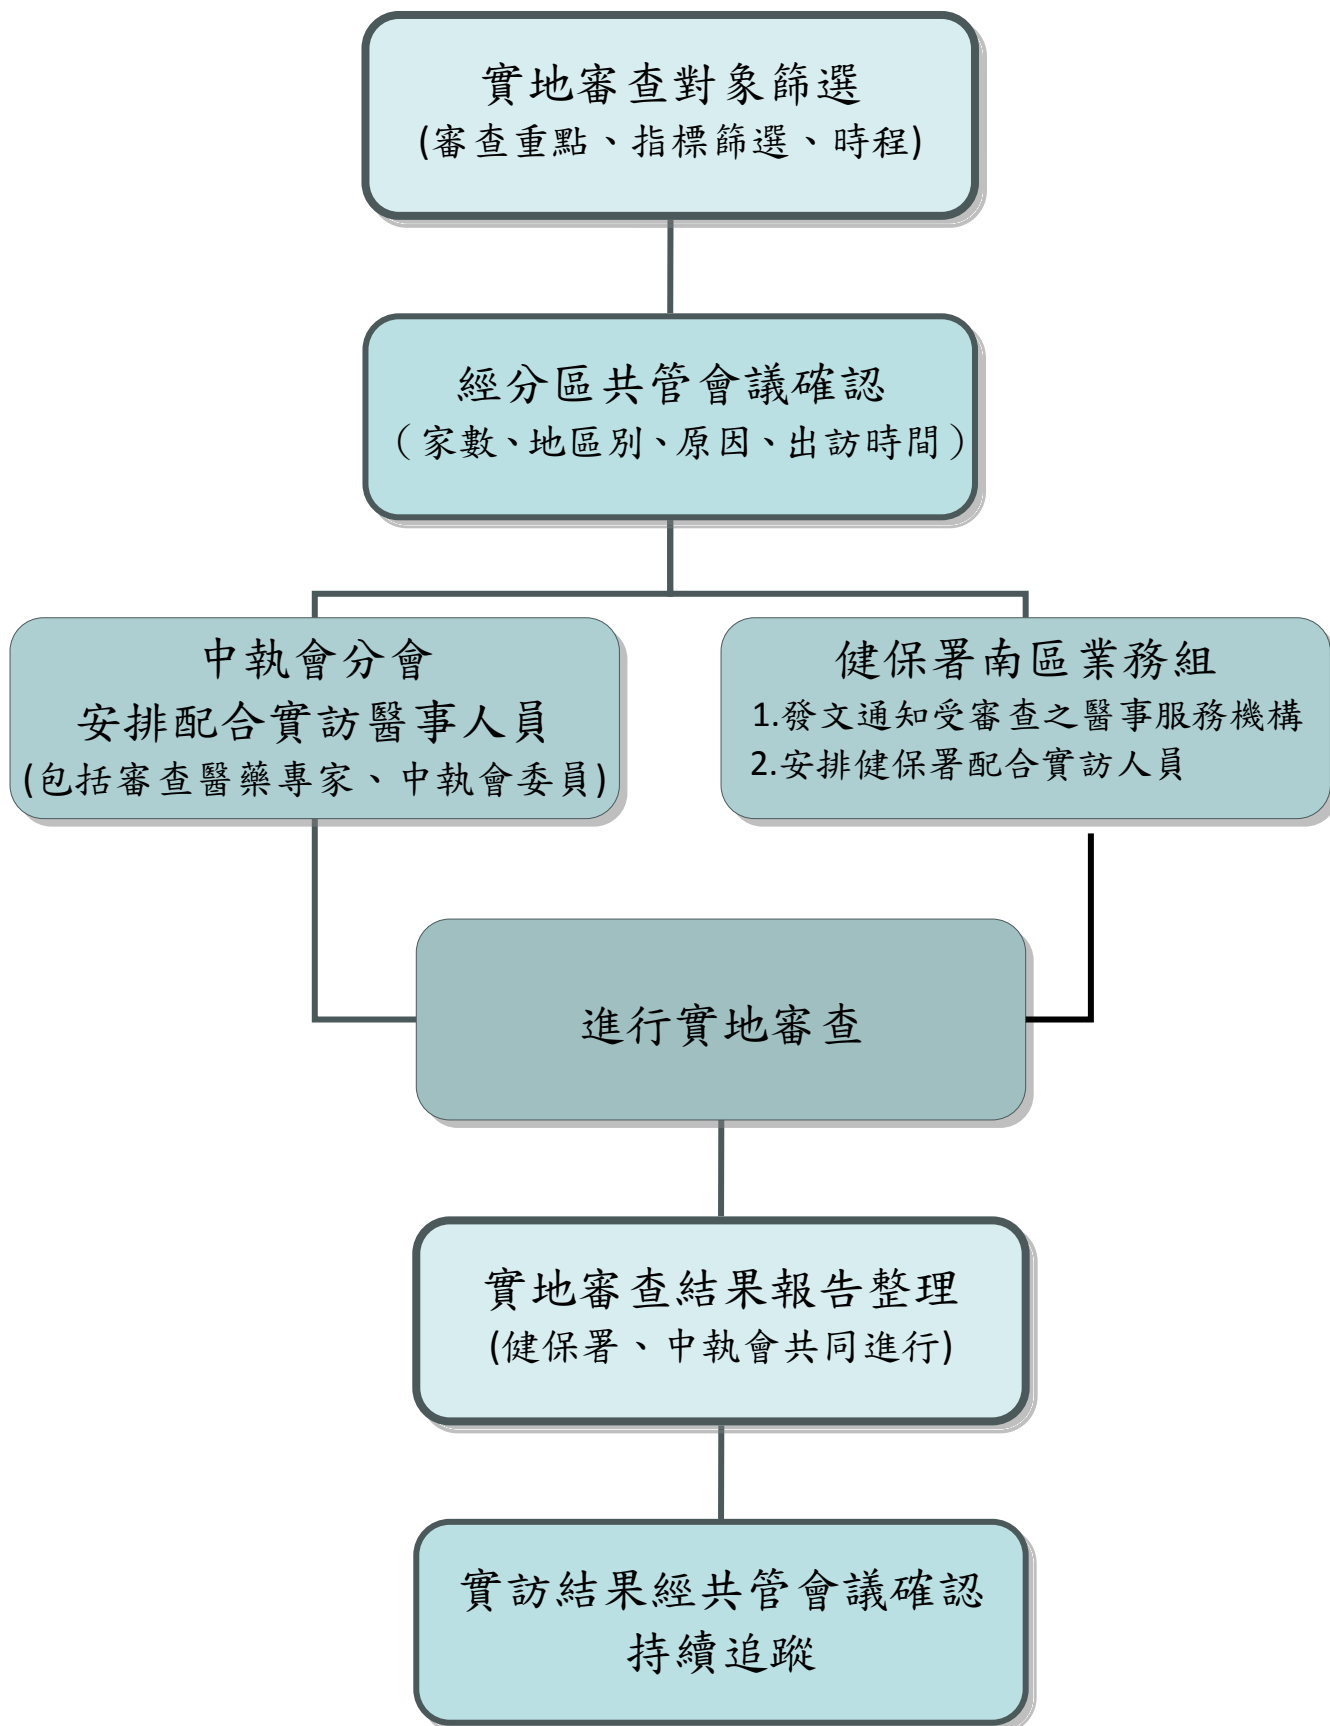 實地審查對象篩選
(審查重點、指標篩選、時程)
經分區共管會議確認
（家數、地區別、原因、出訪時間）
中執會分會
安排配合實訪醫事人員
(包括審查醫藥專家、中執會委員)
健保署南區業務組
1.發文通知受審查之醫事服務機構
2.安排健保署配合實訪人員
進行實地審查
實地審查結果報告整理
(健保署、中執會共同進行)
實訪結果經共管會議確認
持續追蹤